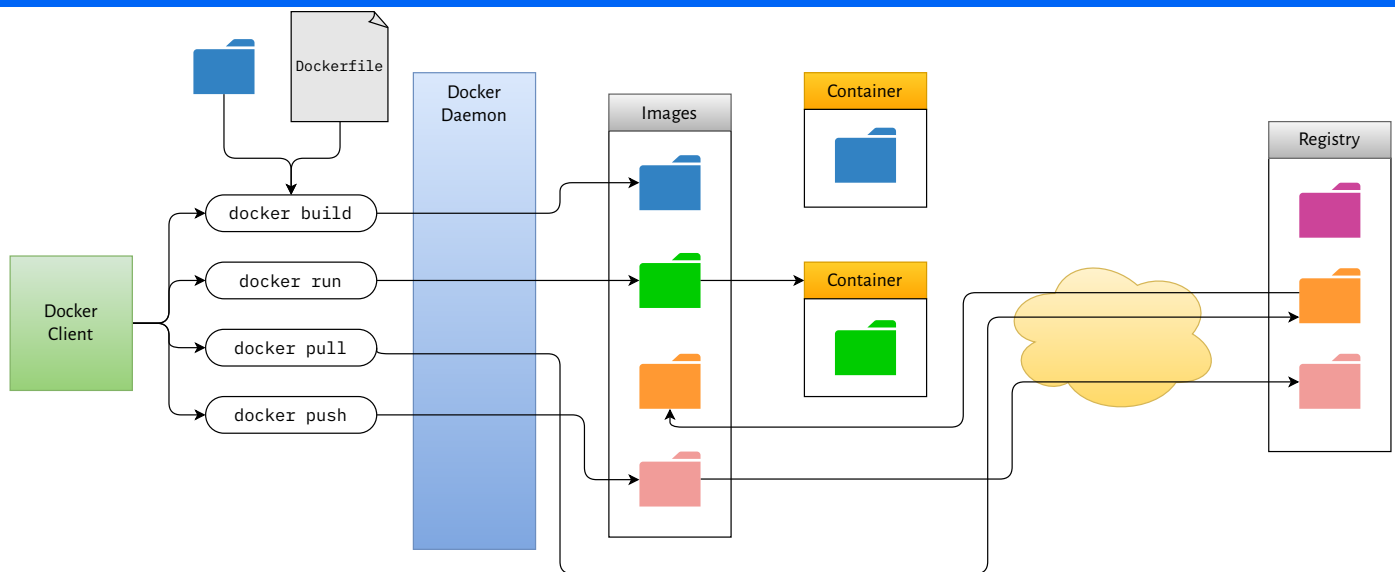 Dockerfile
Docker
Daemon
Images
Container
Registry
docker build
docker run
docker pull
docker push
Docker
Client
Container